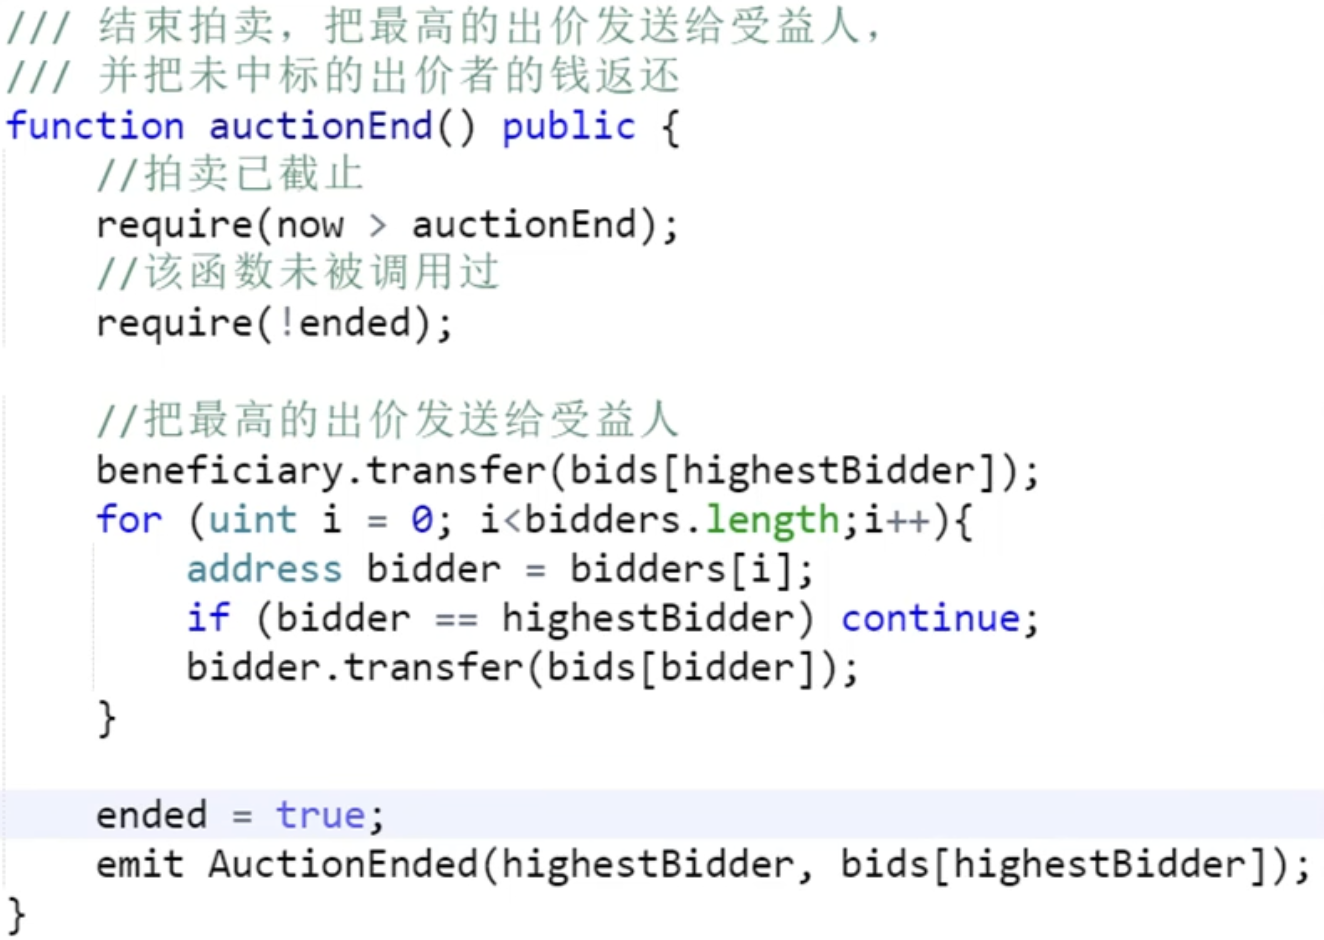 /// 结束拍卖，把最高的出价发送给受益人，
/// 并把未中标的出价者的钱返还
function auctionEnd() public {
    //拍卖已截止
    require(now > auctionEnd);
    //该函数未被调用过
    require(!ended);
    //把最高的出价发送给受益人
    beneficiary.transfer(bids[highestBidder]);
    for (uint i = 0; i<bidders.length;i++){
        address bidder = bidders[i];
        if (bidder == highestBidder) continue;
        bidder.transfer(bids[bidder]);
    }
    ended = true;
    emit AuctionEnded(highestBidder, bids[highestBidder]);
}